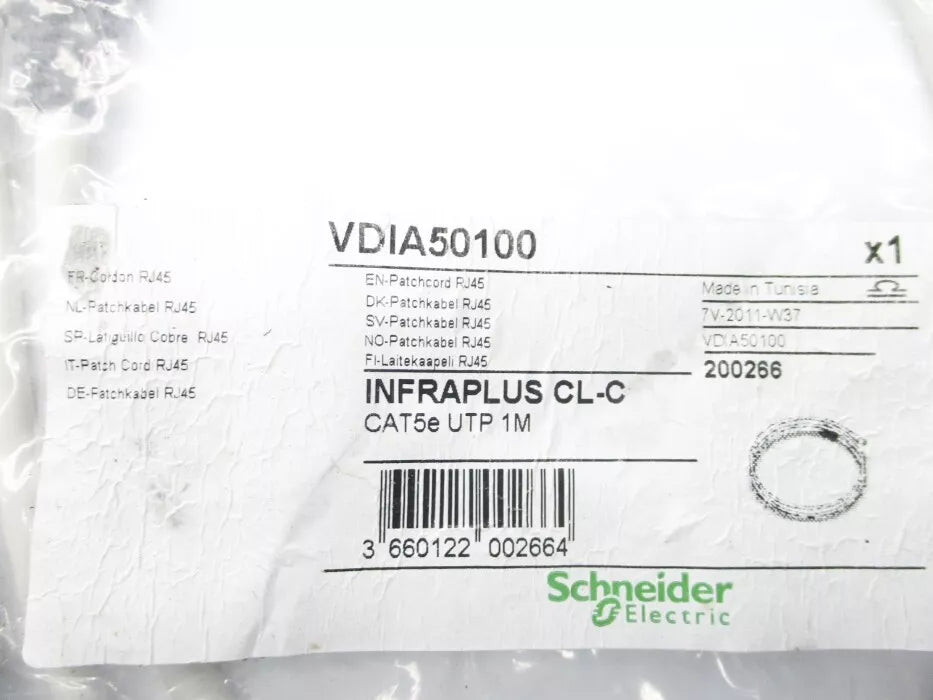 VDIA50100
x1
FR-Cordon RJ45
NL-Patchkabel RJ45
SP-Latiguillo Cobre RJ45
IT-Patch Cord RJ45
DE-Patchkabel RJ45
EN-Patchcord RJ45
DK-Patchkabel RJ45
SV-Patchkabel RJ45
NO-Patchkabel RJ45
FI-Laitekaapeli RJ45
Made in Tunisia
7V-2011-W37
VDIA50100
200266
INFRAPLUS CL-C
CAT5e UTP 1M
3 660122 002664
Schneider
Electric